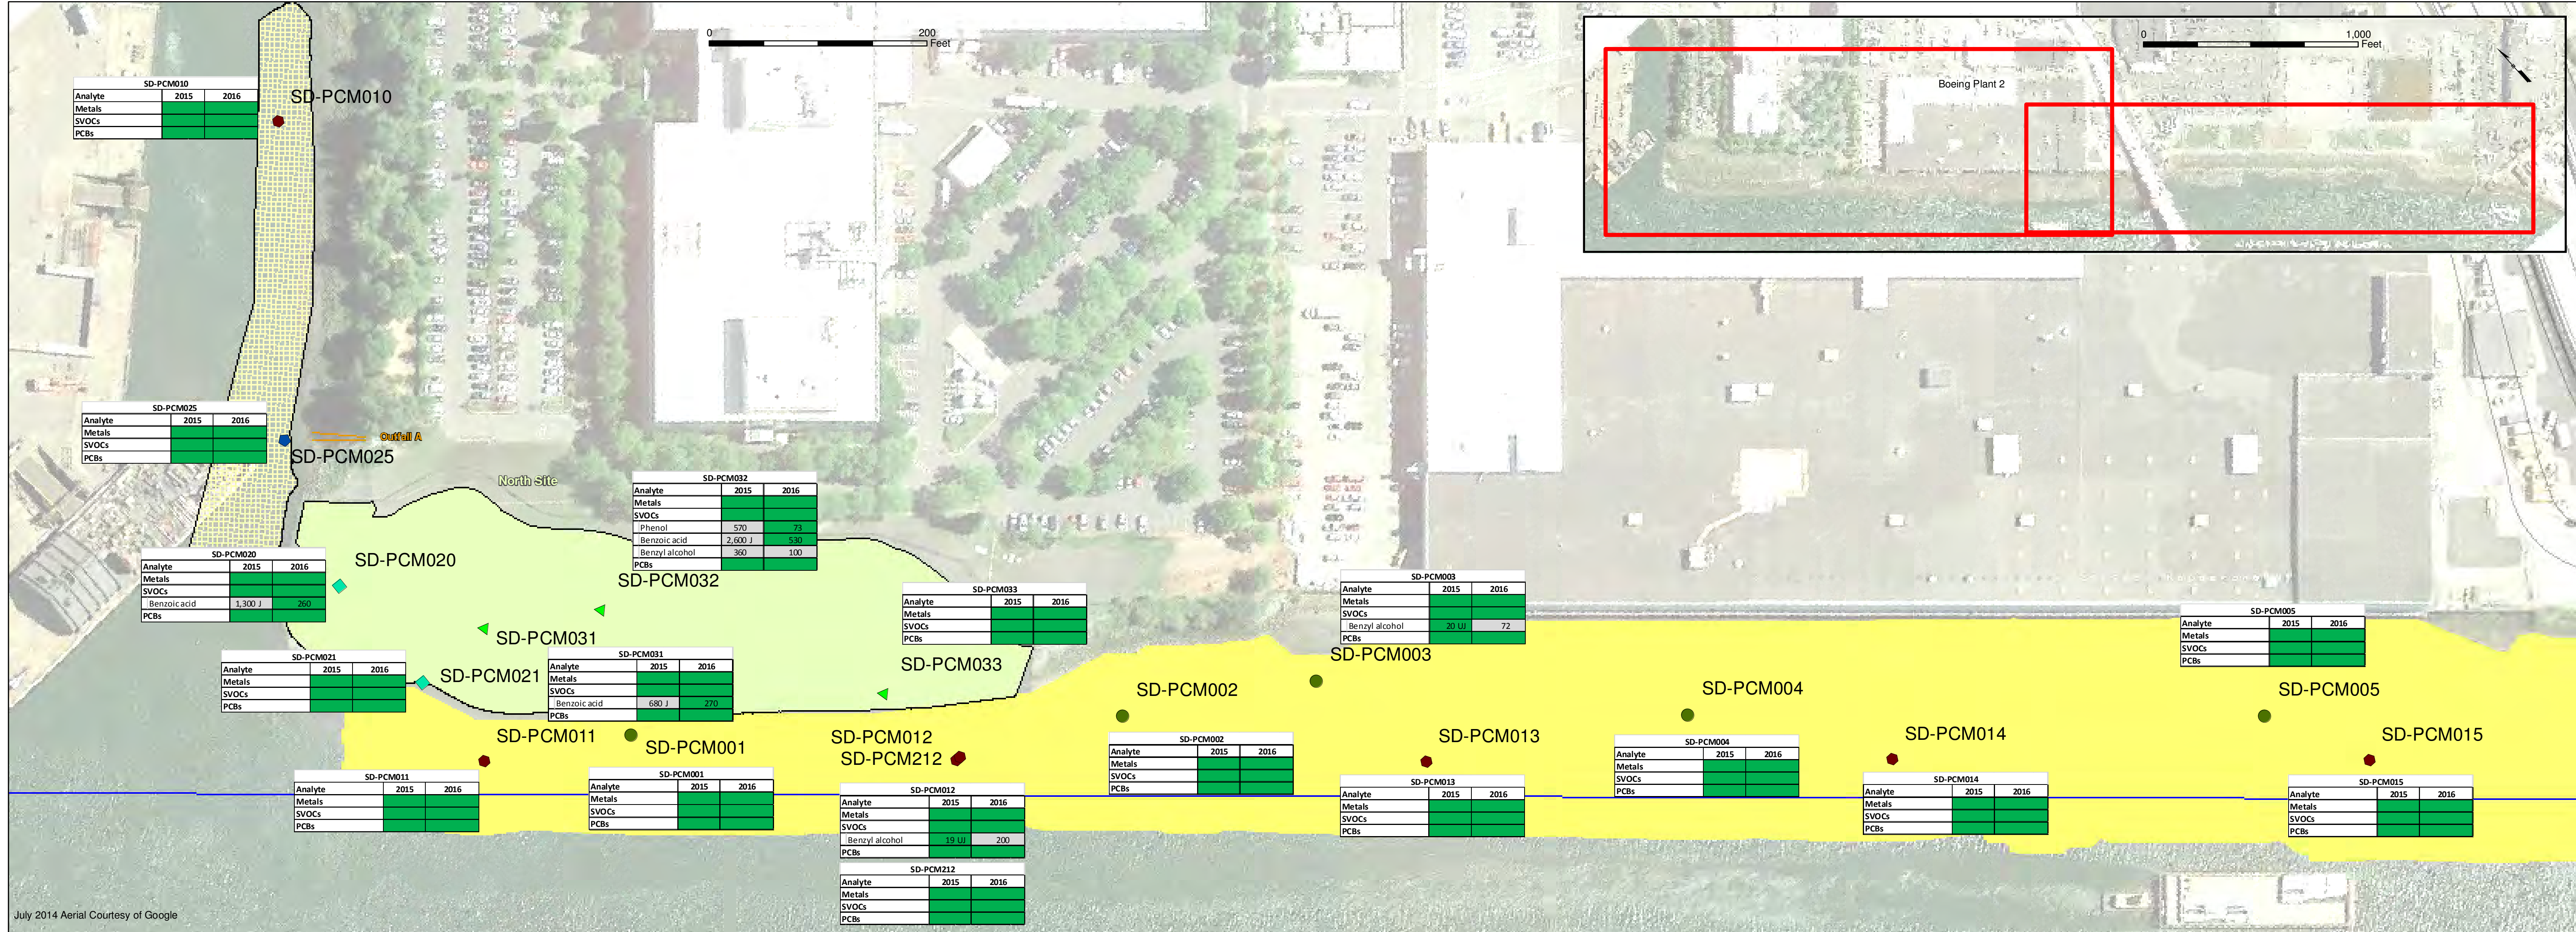 0 200
Feet
0 1,000
Feet
Boeing Plant 2
SD-PCM010
Analyte 2015 2016
Metals
SVOCs
PCBs
SD-PCM010
SD-PCM025
Analyte 2015 2016
Metals
SVOCs
PCBs
Outfall A
SD-PCM025
North Site
SD-PCM032
Analyte 2015 2016
Metals
SVOCs
Phenol 570 73
Benzoic acid 2,600 J 530
Benzyl alcohol 360 100
PCBs
SD-PCM032
SD-PCM020
Analyte 2015 2016
Metals
SVOCs
Benzoic acid 1,300 J 260
PCBs
SD-PCM020
SD-PCM033
Analyte 2015 2016
Metals
SVOCs
PCBs
SD-PCM033
SD-PCM003
Analyte 2015 2016
Metals
SVOCs
Benzyl alcohol 20 UJ 72
PCBs
SD-PCM003
SD-PCM005
Analyte 2015 2016
Metals
SVOCs
PCBs
SD-PCM005
SD-PCM031
SD-PCM031
Analyte 2015 2016
Metals
SVOCs
Benzoic acid 680 J 270
PCBs
SD-PCM021
Analyte 2015 2016
Metals
SVOCs
PCBs
SD-PCM021
SD-PCM002
SD-PCM004
SD-PCM011
SD-PCM001
SD-PCM012
SD-PCM212
SD-PCM013
SD-PCM014
SD-PCM015
SD-PCM002
Analyte 2015 2016
Metals
SVOCs
PCBs
SD-PCM004
Analyte 2015 2016
Metals
SVOCs
PCBs
SD-PCM011
Analyte 2015 2016
Metals
SVOCs
PCBs
SD-PCM001
Analyte 2015 2016
Metals
SVOCs
PCBs
SD-PCM012
Analyte 2015 2016
Metals
SVOCs
Benzyl alcohol 19 UJ 200
PCBs
SD-PCM013
Analyte 2015 2016
Metals
SVOCs
PCBs
SD-PCM014
Analyte 2015 2016
Metals
SVOCs
PCBs
SD-PCM015
Analyte 2015 2016
Metals
SVOCs
PCBs
SD-PCM212
Analyte 2015 2016
Metals
SVOCs
PCBs
July 2014 Aerial Courtesy of Google